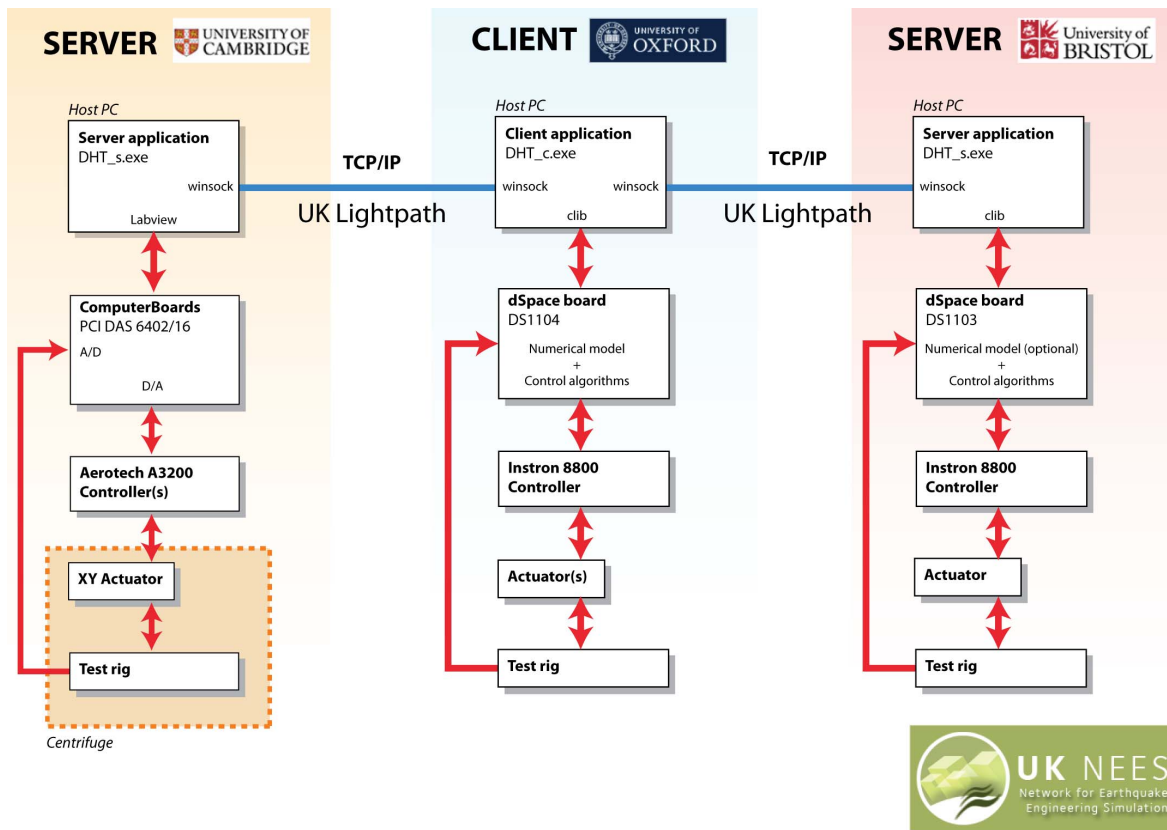 SERVER
UNIVERSITY OF
CAMBRIDGE
Host PC
Server application
DHT_s.exe
winsock
Labview
ComputerBoards
PCI DAS 6402/16
A/D
D/A
Aerotech A3200
Controller(s)
XY Actuator
Test rig
Centrifuge
TCP/IP
UK Lightpath
CLIENT
UNIVERSITY OF
OXFORD
Host PC
Client application
DHT_c.exe
winsock winsock
clib
dSpace board
DS1104
Numerical model
+
Control algorithms
Instron 8800
Controller
Actuator(s)
Test rig
TCP/IP
UK Lightpath
SERVER
University of
BRISTOL
Host PC
Server application
DHT_s.exe
winsock
clib
dSpace board
DS1103
Numerical model (optional)
+
Control algorithms
Instron 8800
Controller
Actuator
Test rig
UK NEES
Network for Earthquake
Engineering Simulation